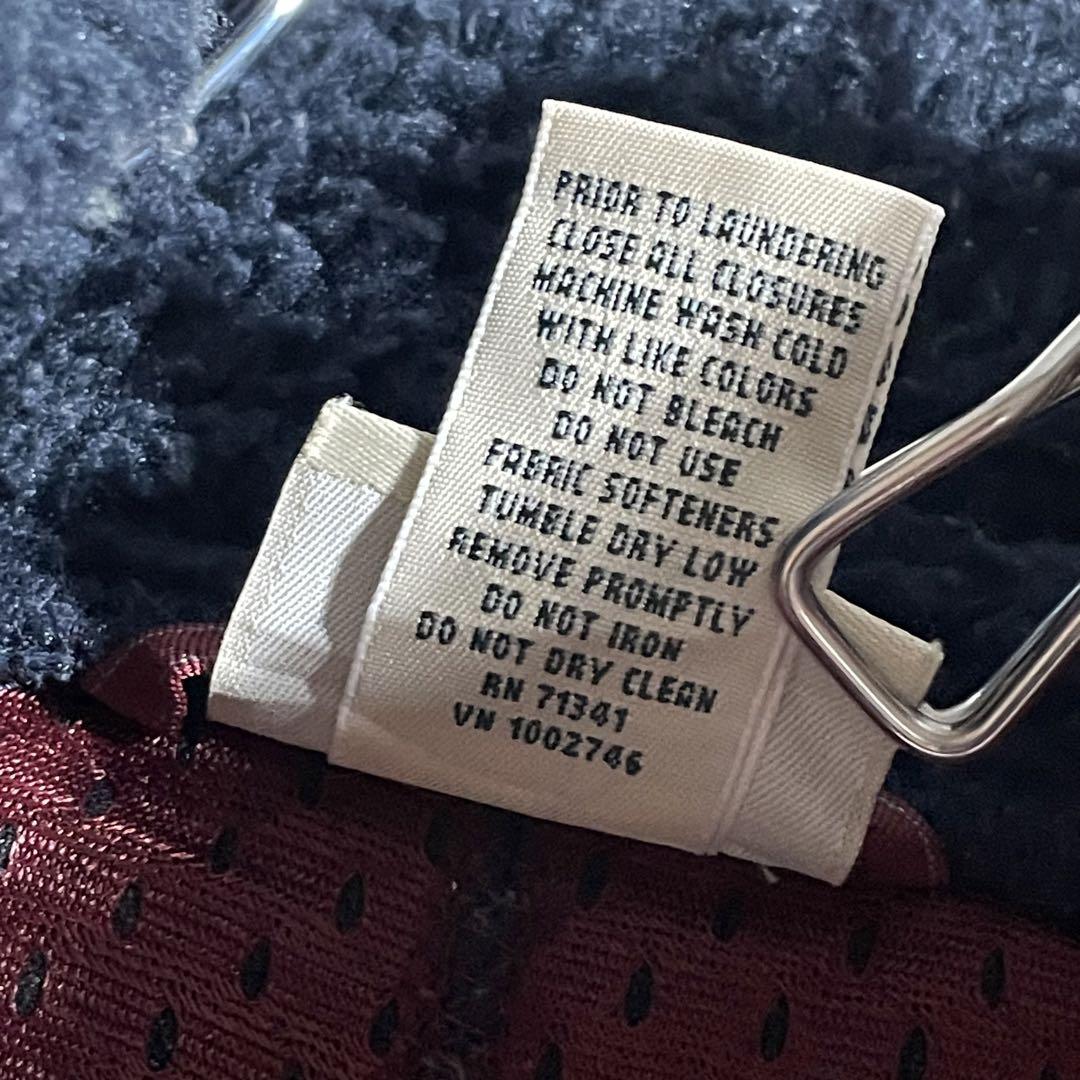 PRIOR TO LAUNDERING
CLOSE ALL CLOSURES
MACHINE WASH COLD
WITH LIKE COLORS
DO NOT BLEACH
DO NOT USE
FABRIC SOFTENERS
TUMBLE DRY LOW
REMOVE PROMPTLY
DO NOT IRON
DO NOT DRY CLEAN
RN 71341
VN 1002746